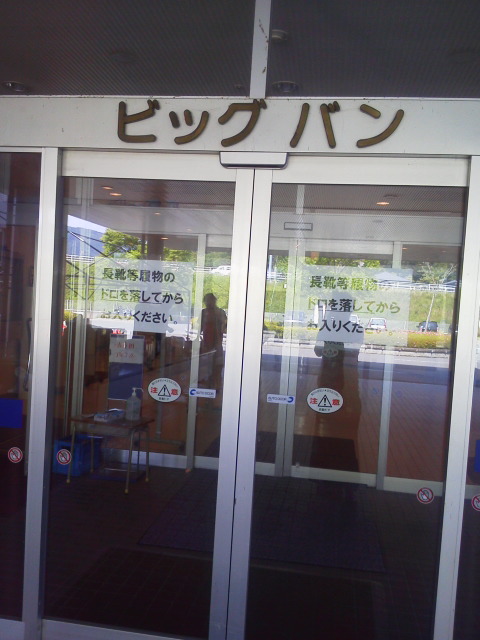 ビッグ バン
長靴等履物の
ドロを落してから
お入りください。
長靴等履物の
ドロを落してから
お入りください。
注意
注意